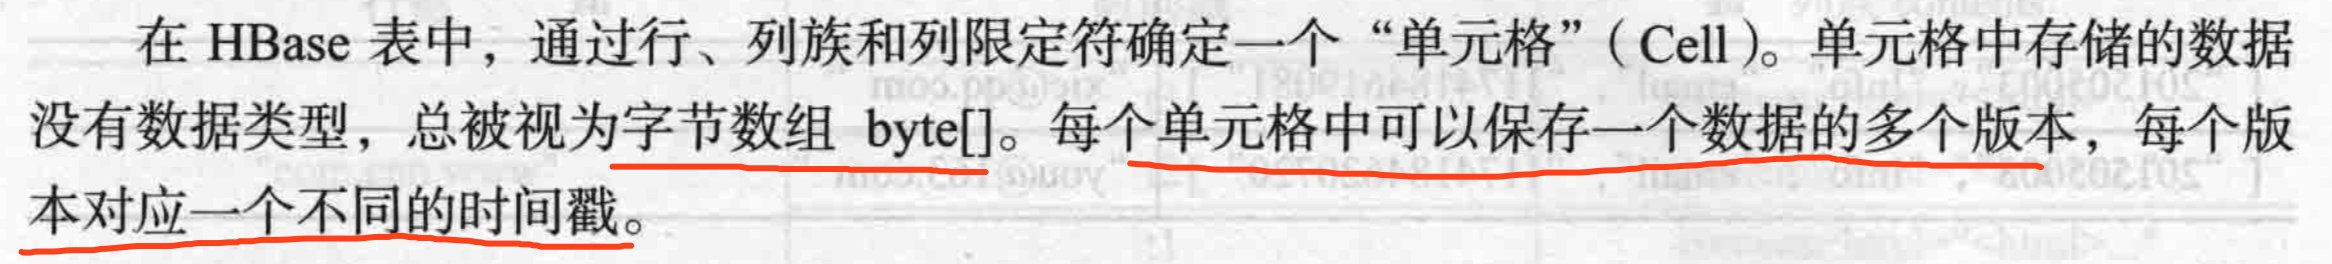 在 HBase 表中，通过行、列族和列限定符确定一个“单元格”（Cell）。单元格中存储的数据
没有数据类型，总被视为字节数组 byte[]。每个单元格中可以保存一个数据的多个版本，每个版
本对应一个不同的时间戳。